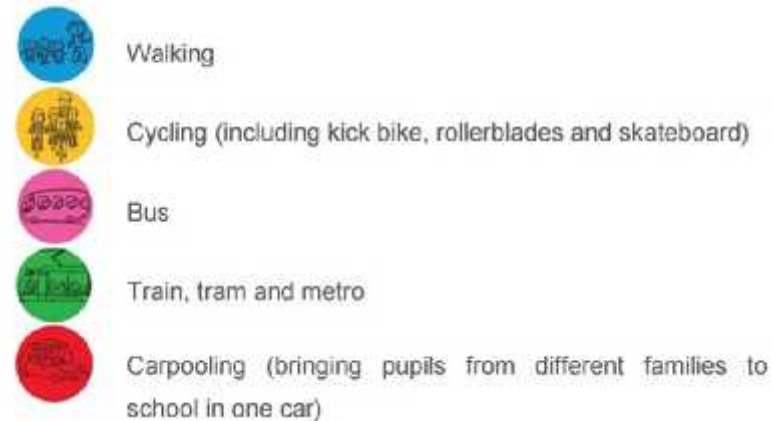 Walking
Cycling (including kick bike, rollerblades and skateboard)
Bus
Train, tram and metro
Carpooling (bringing pupils from different families to
school in one car)